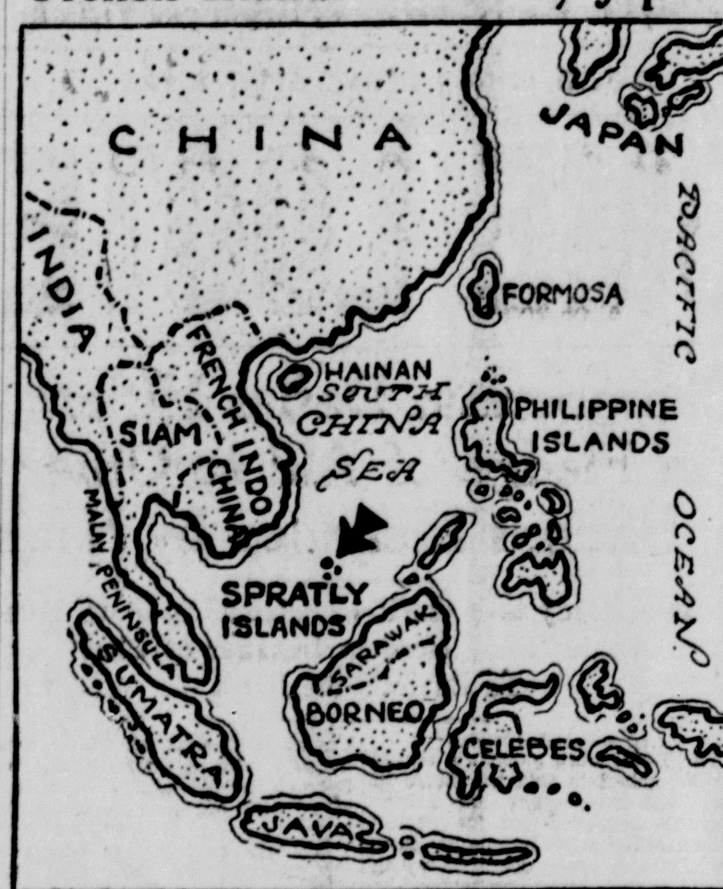 CHINA
JAPAN
PACIFIC
OCEAN
INDIA
FORMOSA
FRENCH INDO
CHINA
HAINAN
SOUTH
CHINA
SEA
SIAM
PHILIPPINE
ISLANDS
MALAY PENINSULA
SPRATLY
ISLANDS
SARAWAK
BORNEO
SUMATRA
CELEBES
JAVA